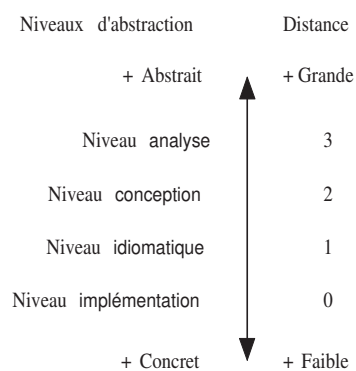 Niveaux d'abstraction Distance
+ Abstrait + Grande
Niveau analyse 3
Niveau conception 2
Niveau idiomatique 1
Niveau implémentation 0
+ Concret + Faible